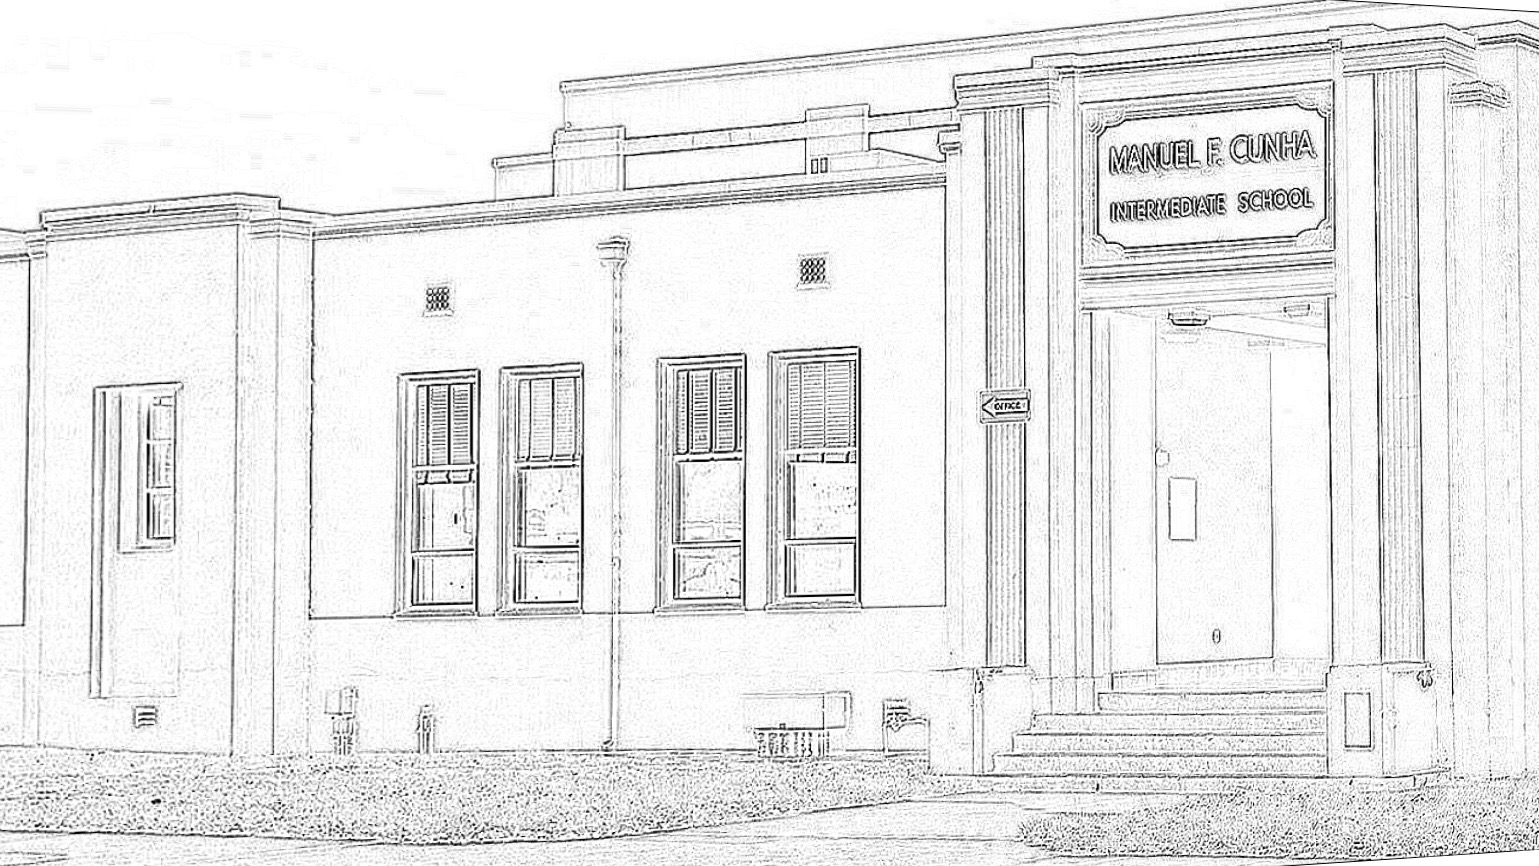 MANUEL F. CUNHA
INTERMEDIATE SCHOOL
OFFICE